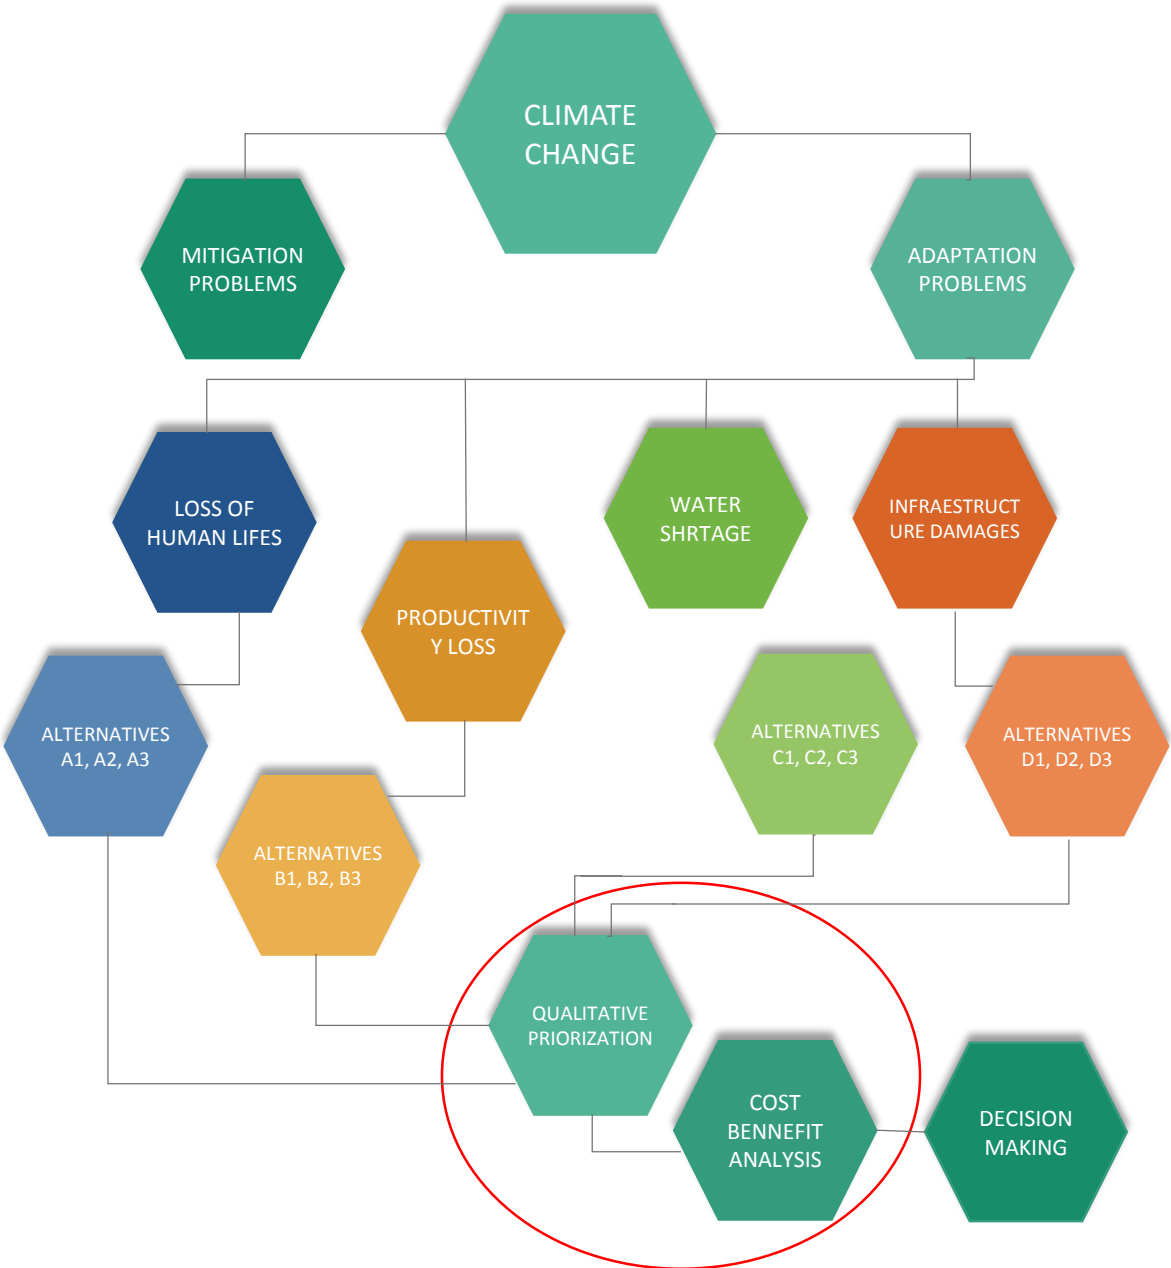 CLIMATE
CHANGE
MITIGATION
PROBLEMS
ADAPTATION
PROBLEMS
LOSS OF
HUMAN LIFES
PRODUCTIVIT
Y LOSS
WATER
SHRTAGE
INFRAESTRUCT
URE DAMAGES
ALTERNATIVES
A1, A2, A3
ALTERNATIVES
B1, B2, B3
ALTERNATIVES
C1, C2, C3
ALTERNATIVES
D1, D2, D3
QUALITATIVE
PRIORIZATION
COST
BENNEFIT
ANALYSIS
DECISION
MAKING